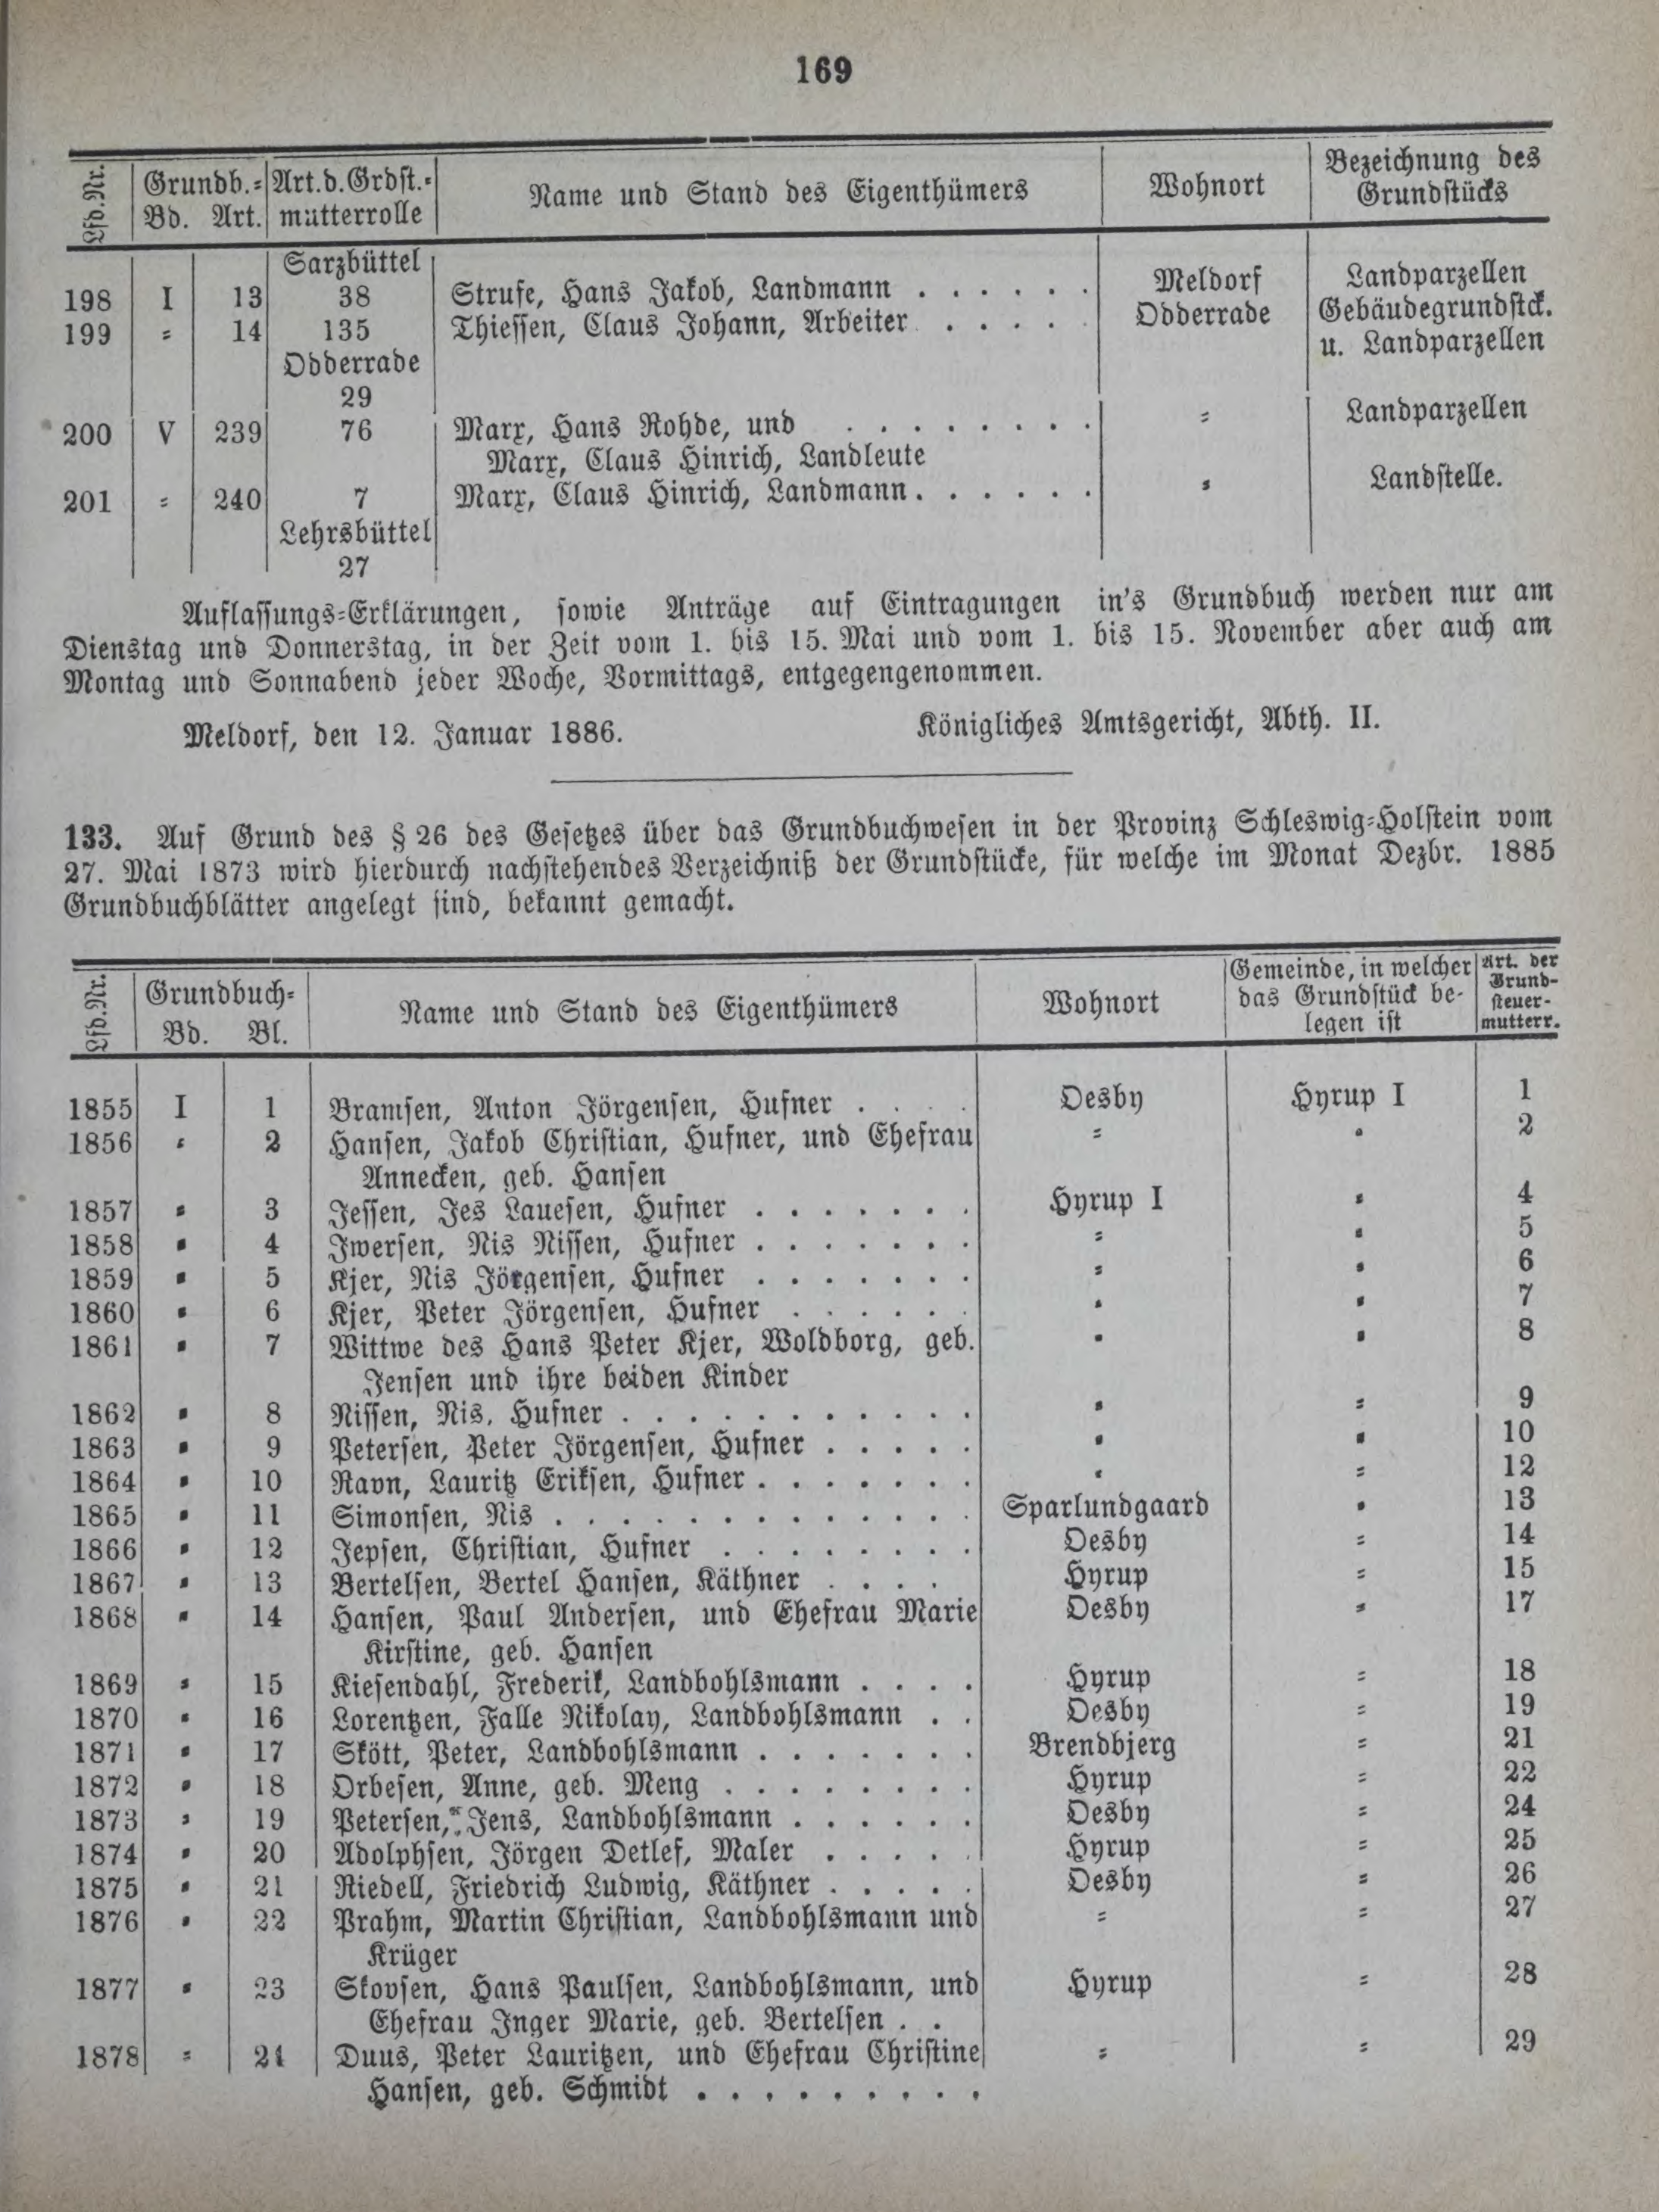 169
Lfd.Nr. Grundb.= Art.d.Grdst.= Name und Stand des Eigenthümers Wohnort Bezeichnung des
Bd. Art. mutterrolle Grundstücks
Sarzbüttel
198 I 13 38 Strufe, Hans Jakob, Landmann . . . . . . Meldorf Landparzellen
199 = 14 135 Thiessen, Claus Johann, Arbeiter . . . . . Odderrade Gebäudegrundstck.
Odderrade u. Landparzellen
29
200 V 239 76 Marx, Hans Rohde, und . . . . . . . . = Landparzellen
Marx, Claus Hinrich, Landleute
201 = 240 7 Marx, Claus Hinrich, Landmann . . . . . . = Landstelle.
Lehrsbüttel
27
Auflassungs=Erklärungen, sowie Anträge auf Eintragungen in's Grundbuch werden nur am
Dienstag und Donnerstag, in der Zeit vom 1. bis 15. Mai und vom 1. bis 15. November aber auch am
Montag und Sonnabend jeder Woche, Vormittags, entgegengenommen.
Meldorf, den 12. Januar 1886. Königliches Amtsgericht, Abth. II.
133. Auf Grund des § 26 des Gesetzes über das Grundbuchwesen in der Provinz Schleswig=Holstein vom
27. Mai 1873 wird hierdurch nachstehendes Verzeichniß der Grundstücke, für welche im Monat Dezbr. 1885
Grundbuchblätter angelegt sind, bekannt gemacht.
Lfd.Nr. Grundbuch= Name und Stand des Eigenthümers Wohnort Gemeinde, in welcher Art. der
Bd. Bl. das Grundstück be- Grund-
legen ist steuer-
mutterr.
1855 I 1 Bramsen, Anton Jörgensen, Hufner . . . . Desby Hyrup I 1
1856 = 2 Hansen, Jakob Christian, Hufner, und Ehefrau = = 2
Annecken, geb. Hansen
1857 = 3 Jessen, Jes Lauesen, Hufner . . . . . . . Hyrup I = 4
1858 = 4 Iwersen, Nis Nissen, Hufner . . . . . . . = = 5
1859 = 5 Kjer, Nis Jörgensen, Hufner . . . . . . . = = 6
1860 = 6 Kjer, Peter Jörgensen, Hufner . . . . . . = = 7
1861 = 7 Wittwe des Hans Peter Kjer, Woldborg, geb. = = 8
Jensen und ihre beiden Kinder
1862 = 8 Nissen, Nis, Hufner . . . . . . . . . . . = = 9
1863 = 9 Petersen, Peter Jörgensen, Hufner . . . . . = = 10
1864 = 10 Ravn, Lauritz Eriksen, Hufner . . . . . . . = = 12
1865 = 11 Simonsen, Nis . . . . . . . . . . . . . Sparlundgaard = 13
1866 = 12 Jepsen, Christian, Hufner . . . . . . . . Desby = 14
1867 = 13 Bertelsen, Bertel Hansen, Käthner . . . . Hyrup = 15
1868 = 14 Hansen, Paul Andersen, und Ehefrau Marie Desby = 17
Kirstine, geb. Hansen
1869 = 15 Kiesendahl, Frederik, Landbohlsmann . . . . Hyrup = 18
1870 = 16 Lorentzen, Falle Nikolay, Landbohlsmann . . Desby = 19
1871 = 17 Skött, Peter, Landbohlsmann . . . . . . . Brendbjerg = 21
1872 = 18 Orbesen, Anne, geb. Meng . . . . . . . . Hyrup = 22
1873 = 19 Petersen, Jens, Landbohlsmann . . . . . . Desby = 24
1874 = 20 Adolphsen, Jörgen Detlef, Maler . . . . . Hyrup = 25
1875 = 21 Riedell, Friedrich Ludwig, Käthner . . . . . Desby = 26
1876 = 22 Prahm, Martin Christian, Landbohlsmann und = = 27
Krüger
1877 = 23 Skovsen, Hans Paulsen, Landbohlsmann, und Hyrup = 28
Ehefrau Inger Marie, geb. Bertelsen . .
1878 = 24 Duus, Peter Lauritzen, und Ehefrau Christine = = 29
Hansen, geb. Schmidt . . . . . . . . .